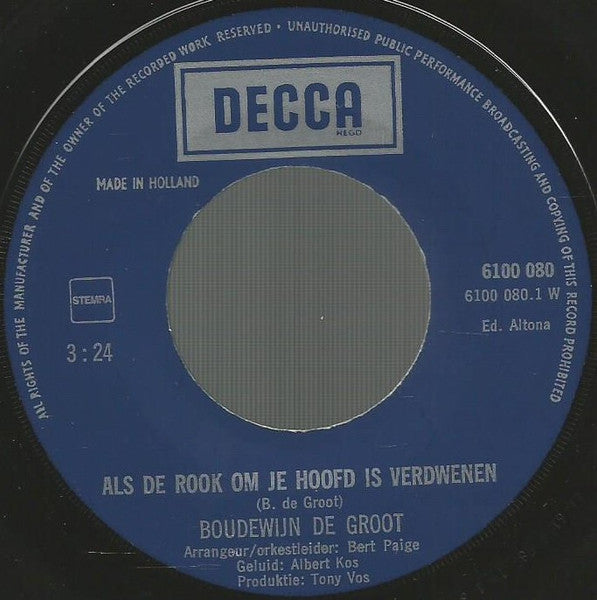 ALL RIGHTS OF THE MANUFACTURER AND OF THE OWNER OF THE RECORDED WORK RESERVED • UNAUTHORISED PUBLIC PERFORMANCE BROADCASTING AND COPYING OF THIS RECORD PROHIBITED
DECCA
REGD
MADE IN HOLLAND
6100 080
6100 080.1 W
STEMRA
Ed. Altona
3:24
ALS DE ROOK OM JE HOOFD IS VERDWENEN
(B. de Groot)
BOUDEWIJN DE GROOT
Arrangeur/orkestleider: Bert Paige
Geluid: Albert Kos
Produktie: Tony Vos